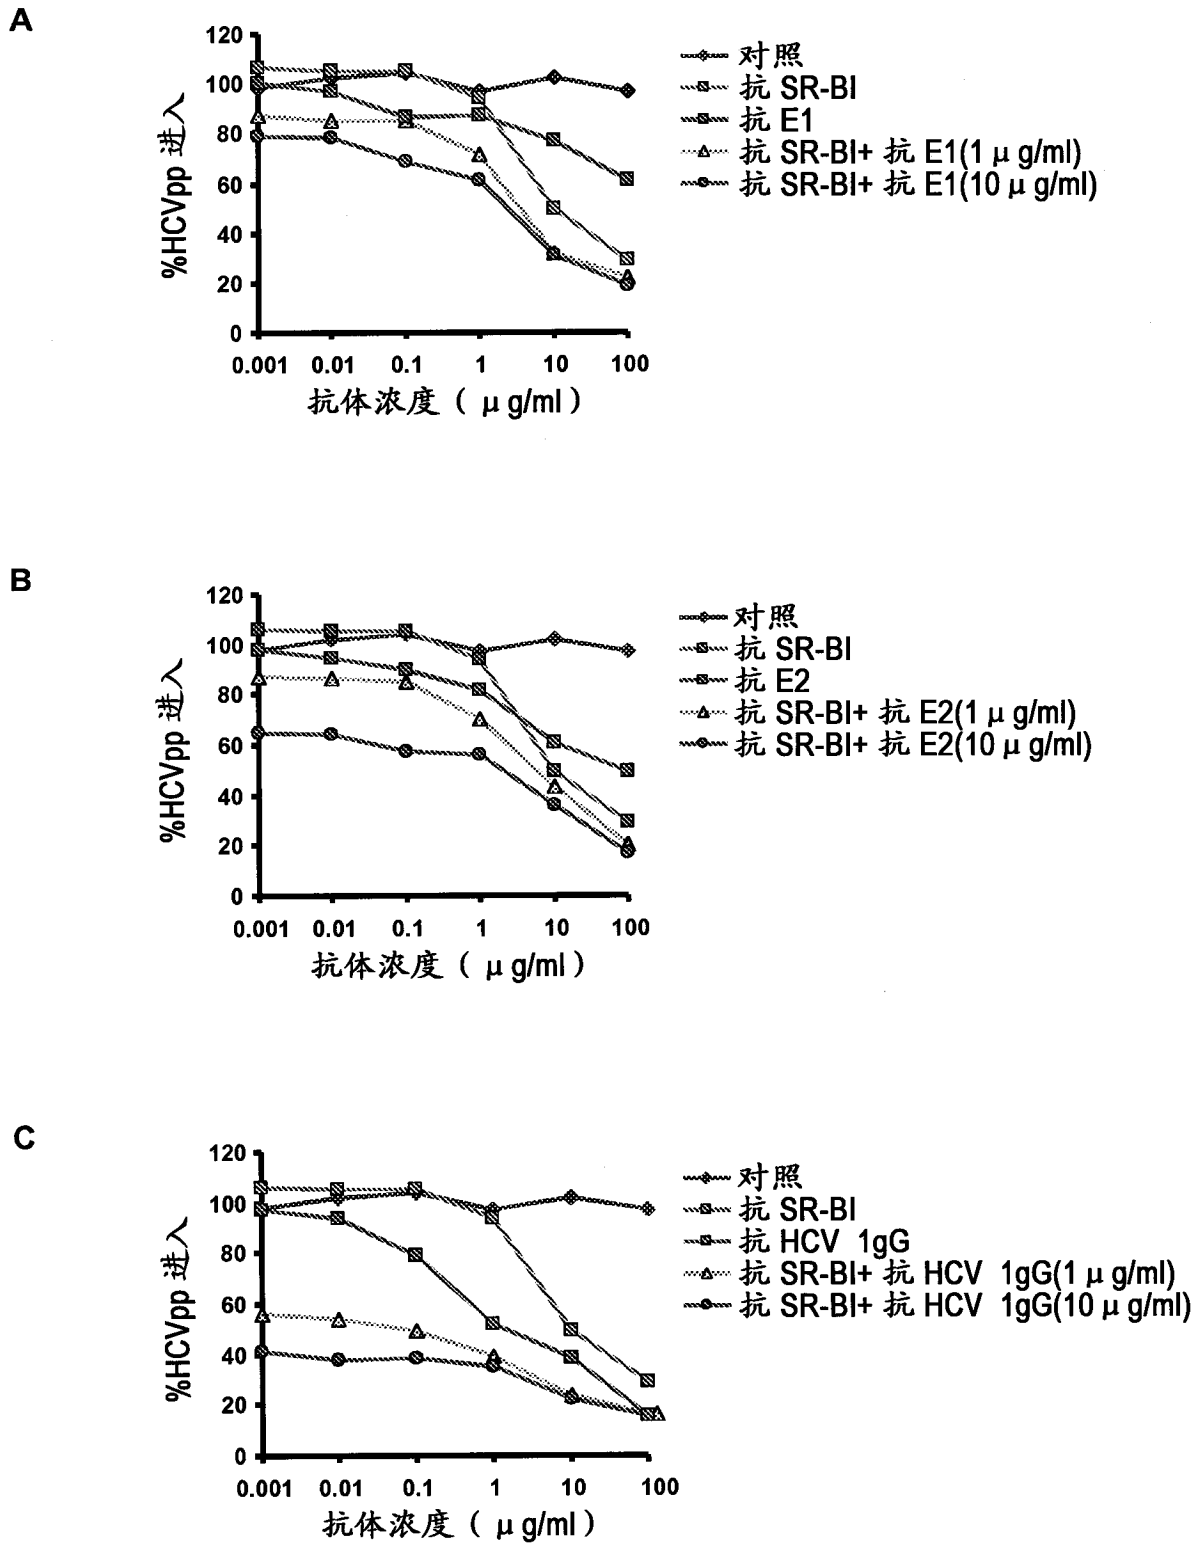 A
120
100
80
60
40
20
0
%HCVpp 进入
0.001 0.01 0.1 1 10 100
抗体浓度 ( μ g/ml )
对照
抗 SR-BI
抗 E1
抗 SR-BI+ 抗 E1(1 μ g/ml)
抗 SR-BI+ 抗 E1(10 μ g/ml)
B
120
100
80
60
40
20
0
%HCVpp 进入
0.001 0.01 0.1 1 10 100
抗体浓度 ( μ g/ml )
对照
抗 SR-BI
抗 E2
抗 SR-BI+ 抗 E2(1 μ g/ml)
抗 SR-BI+ 抗 E2(10 μ g/ml)
C
120
100
80
60
40
20
0
%HCVpp 进入
0.001 0.01 0.1 1 10 100
抗体浓度 ( μ g/ml )
对照
抗 SR-BI
抗 HCV 1gG
抗 SR-BI+ 抗 HCV 1gG(1 μ g/ml)
抗 SR-BI+ 抗 HCV 1gG(10 μ g/ml)